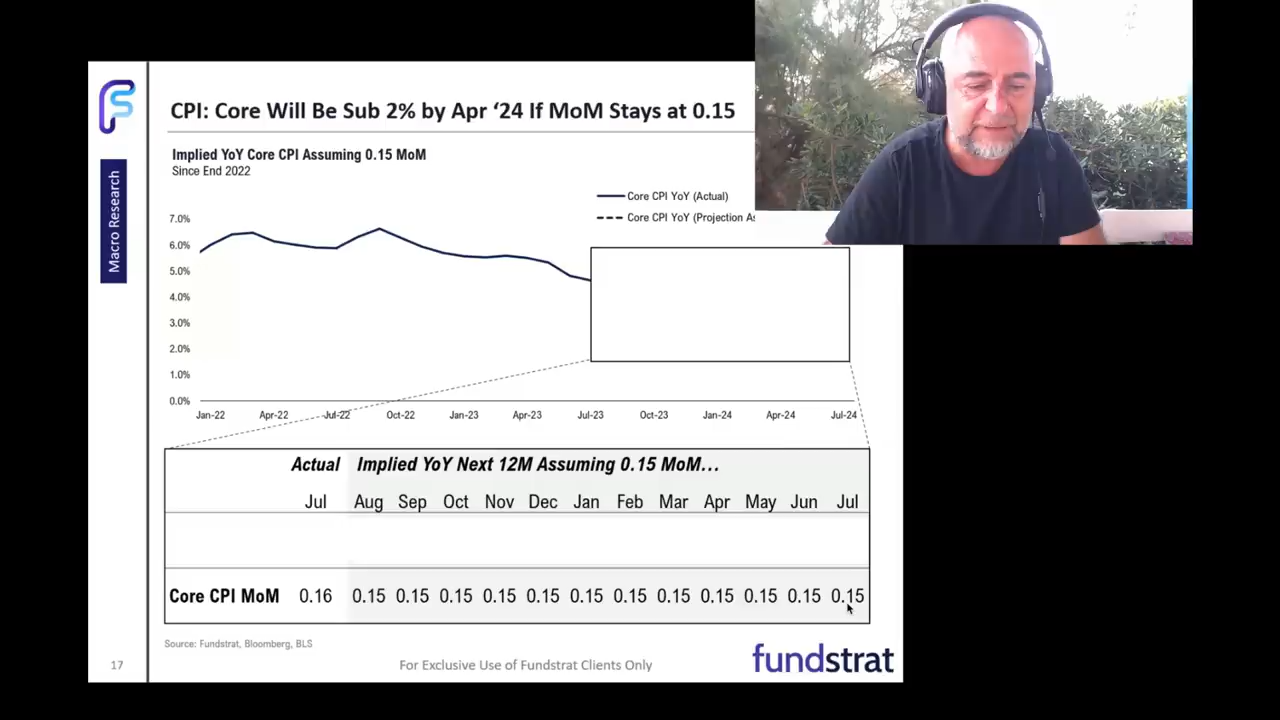 CPI: Core Will Be Sub 2% by Apr ‘24 If MoM Stays at 0.15
Macro Research
Implied YoY Core CPI Assuming 0.15 MoM
Since End 2022
Core CPI YoY (Actual)
Core CPI YoY (Projection
7.0%
6.0%
5.0%
4.0%
3.0%
2.0%
1.0%
0.0%
Jan-22 Apr-22 Jul-22 Oct-22 Jan-23 Apr-23 Jul-23 Oct-23 Jan-24 Apr-24 Jul-24
Actual Implied YoY Next 12M Assuming 0.15 MoM...
Jul Aug Sep Oct Nov Dec Jan Feb Mar Apr May Jun Jul
Core CPI MoM 0.16 0.15 0.15 0.15 0.15 0.15 0.15 0.15 0.15 0.15 0.15 0.15 0.15
Source: Fundstrat, Bloomberg, BLS
17 For Exclusive Use of Fundstrat Clients Only fundstrat